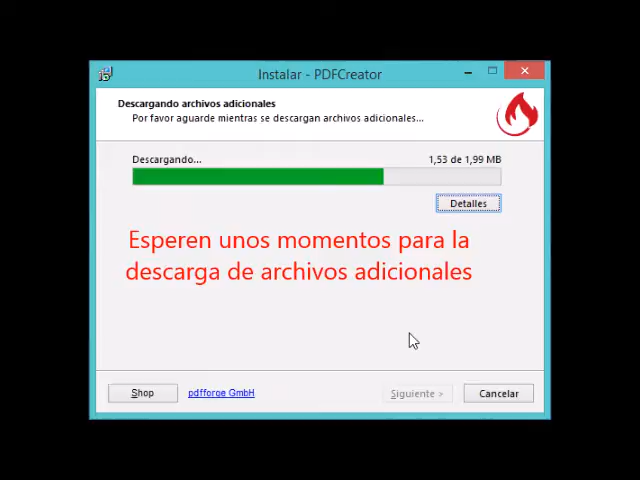 Instalar - PDFCreator
Descargando archivos adicionales
Por favor aguarde mientras se descargan archivos adicionales...
Descargando... 1,53 de 1,99 MB
Detalles
Esperen unos momentos para la
descarga de archivos adicionales
Shop pdfforge GmbH Siguiente > Cancelar